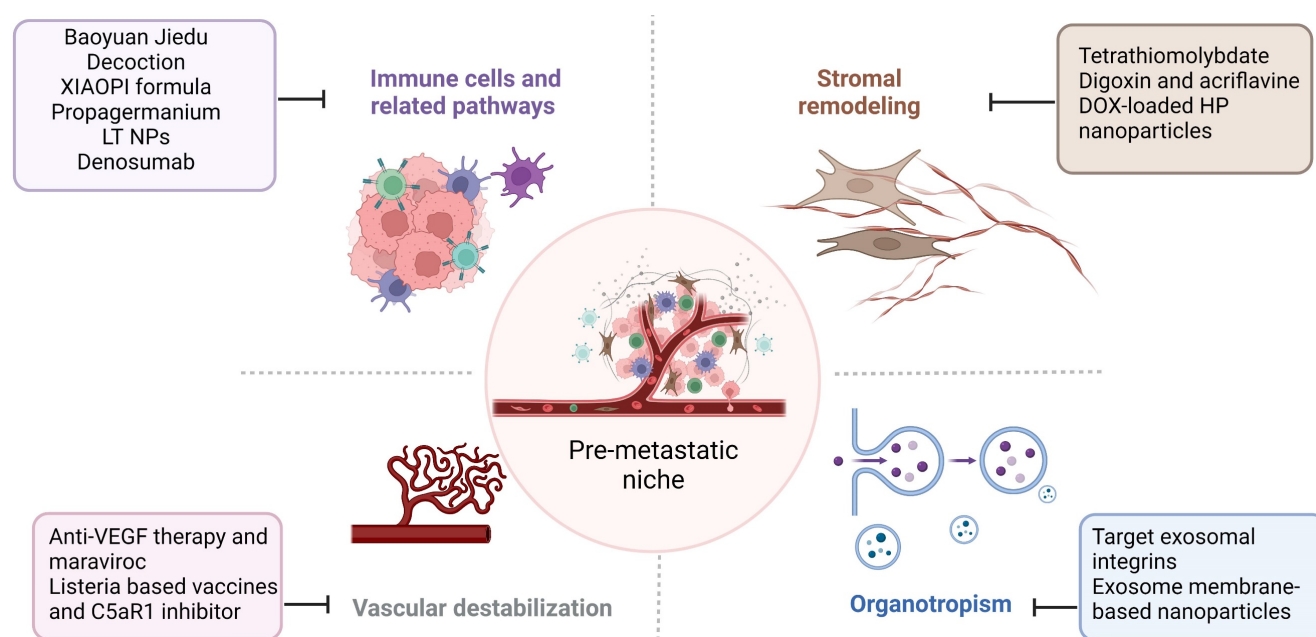 Baoyuan Jiedu
Decoction
XIAOPI formula
Propagermanium
LT NPs
Denosumab
Immune cells and
related pathways
Stromal
remodeling
Tetrathiomolybdate
Digoxin and acriflavine
DOX-loaded HP
nanoparticles
Pre-metastatic
niche
Anti-VEGF therapy and
maraviroc
Listeria based vaccines
and C5aR1 inhibitor
Vascular destabilization
Organotropism
Target exosomal
integrins
Exosome membrane-
based nanoparticles